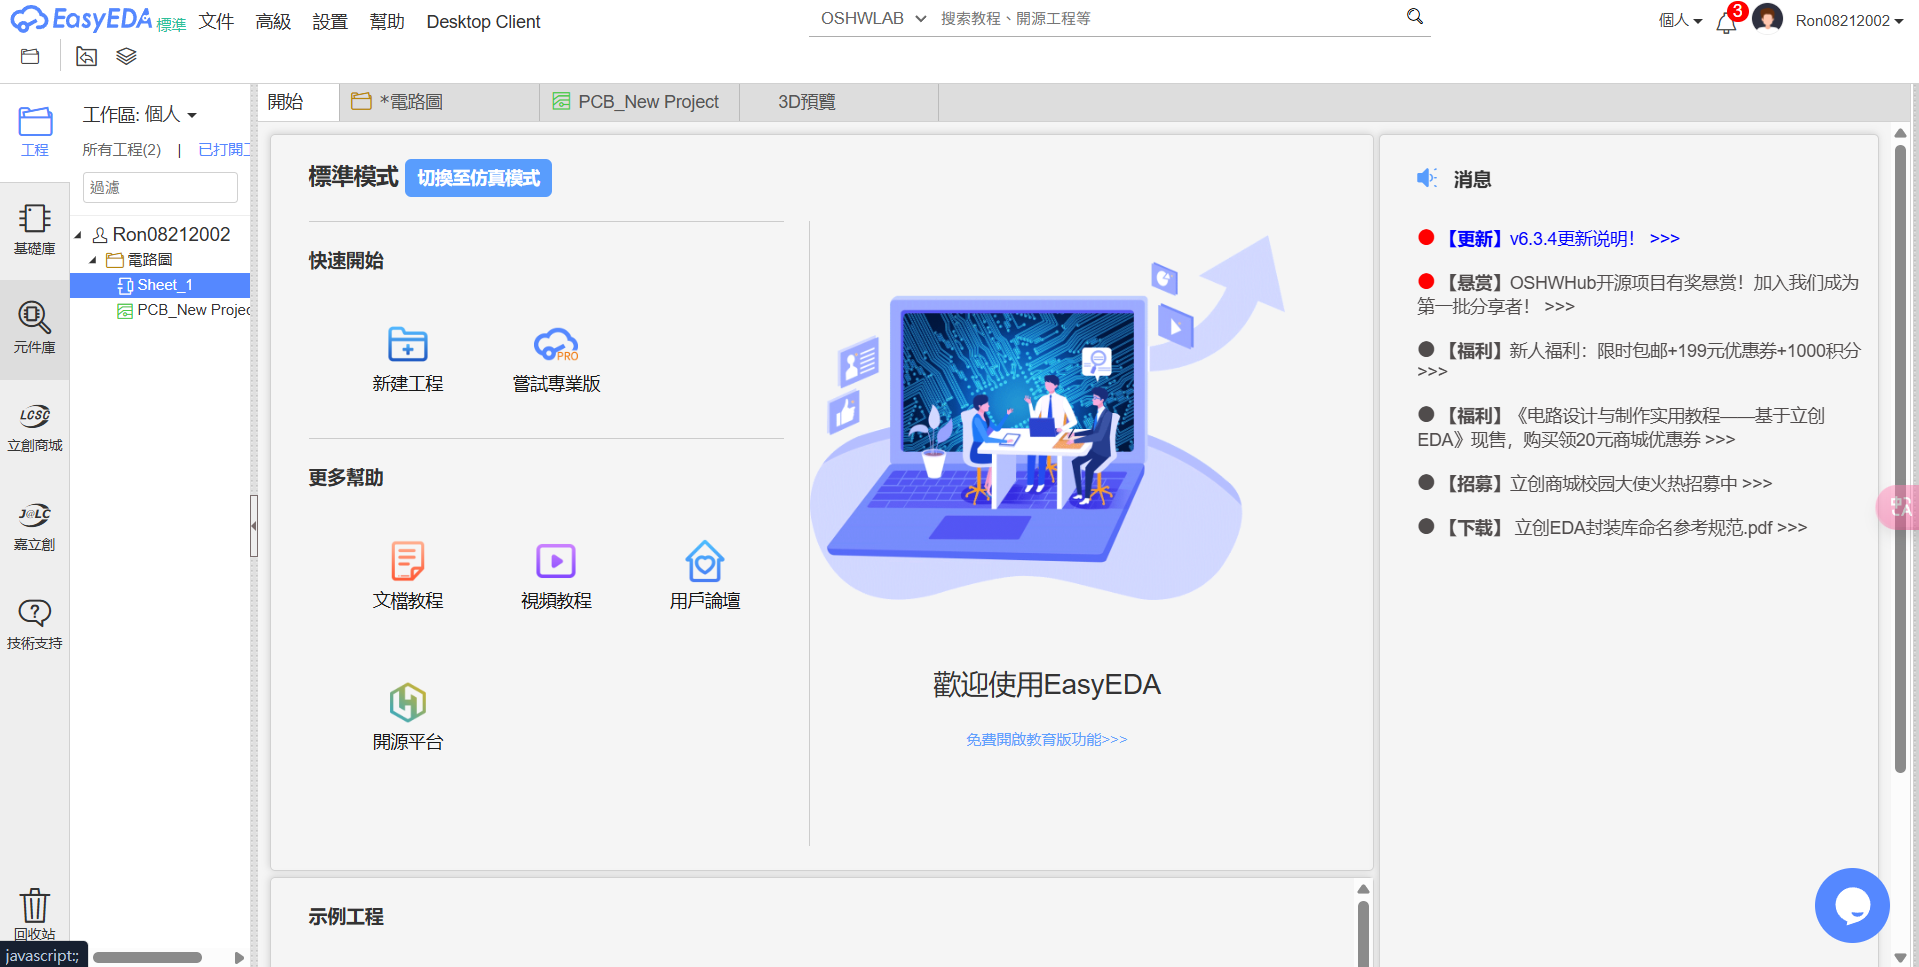 EasyEDA 標準 文件 高級 設置 幫助 Desktop Client
OSHWLAB 搜索教程、開源工程等
個人 3 Ron08212002
開始 *電路圖 PCB_New Project 3D預覽
工程
基礎庫
元件庫
LCSC
立創商城
J@LC
嘉立創
技術支持
回收站
javascript:;
工作區: 個人
所有工程(2) | 已打開工
過濾
Ron08212002
電路圖
Sheet_1
PCB_New Projec
標準模式 切換至仿真模式
快速開始
新建工程
PRO
嘗試專業版
更多幫助
文檔教程
視頻教程
用戶論壇
開源平台
歡迎使用EasyEDA
免費開啟教育版功能>>>
示例工程
消息
【更新】v6.3.4更新说明！ >>>
【悬赏】OSHWHub开源项目有奖悬赏！加入我们成为
第一批分享者！ >>>
【福利】新人福利：限时包邮+199元优惠券+1000积分
>>>
【福利】《电路设计与制作实用教程——基于立创
EDA》现售，购买领20元商城优惠券 >>>
【招募】立创商城校园大使火热招募中 >>>
【下载】 立创EDA封装库命名参考规范.pdf >>>